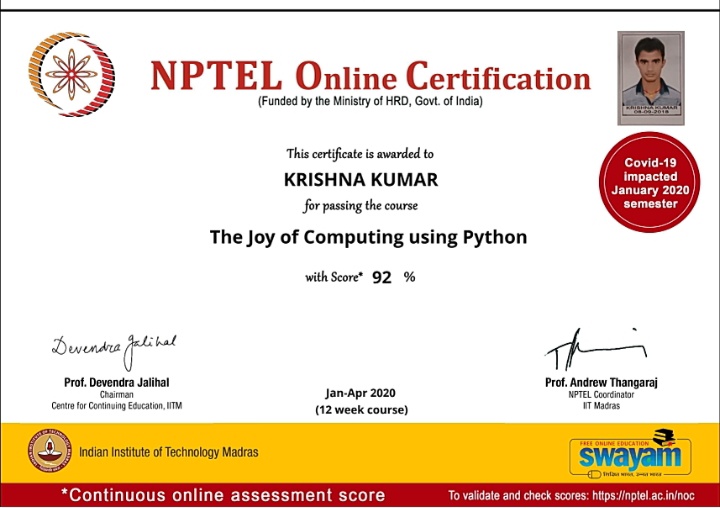 NPTEL Online Certification
(Funded by the Ministry of HRD, Govt. of India)
KRISHNA KUMAR
08-09-2018
This certificate is awarded to
KRISHNA KUMAR
for passing the course
The Joy of Computing using Python
with Score* 92 %
Covid-19
impacted
January 2020
semester
Devendra Jalihal
Prof. Devendra Jalihal
Chairman
Centre for Continuing Education, IITM
Jan-Apr 2020
(12 week course)
Prof. Andrew Thangaraj
NPTEL Coordinator
IIT Madras
Indian Institute of Technology Madras
FREE ONLINE EDUCATION
swayam
शिक्षित भारत, उन्नत भारत
*Continuous online assessment score
To validate and check scores: https://nptel.ac.in/noc